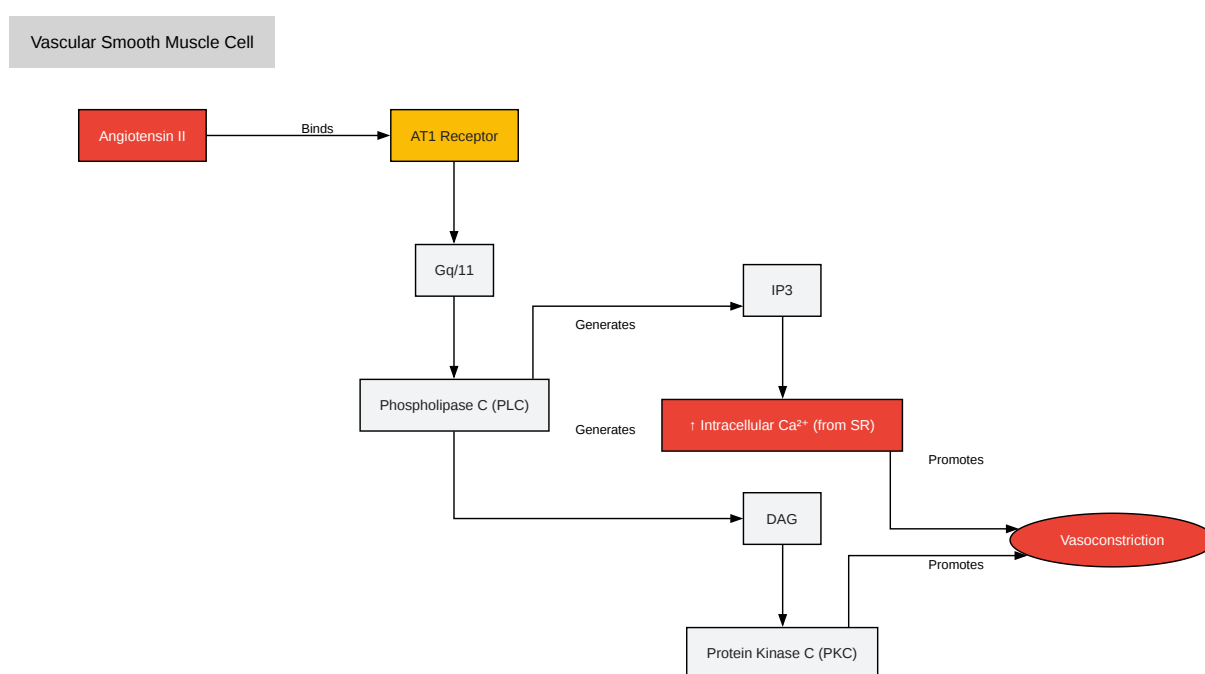 Vascular Smooth Muscle Cell
Angiotensin II
Binds
AT1 Receptor
Gq/11
IP3
Generates
Phospholipase C (PLC)
Generates
↑ Intracellular Ca²⁺ (from SR)
Promotes
DAG
Vasoconstriction
Promotes
Protein Kinase C (PKC)